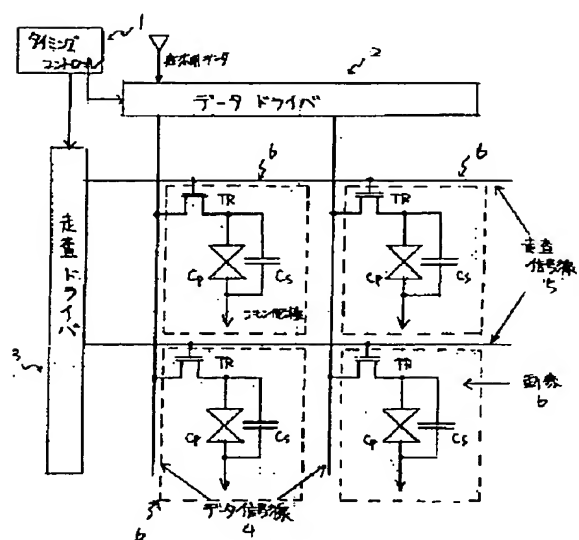 1
タイミング
コントロール
表示用データ
2
データ ドライバ
6
6
TR
TR
走査
信号線
5
走査ドライバ
CP
CS
CP
CS
コモン電極
3
TR
TR
画素
6
CP
CS
CP
CS
データ信号線
4
6